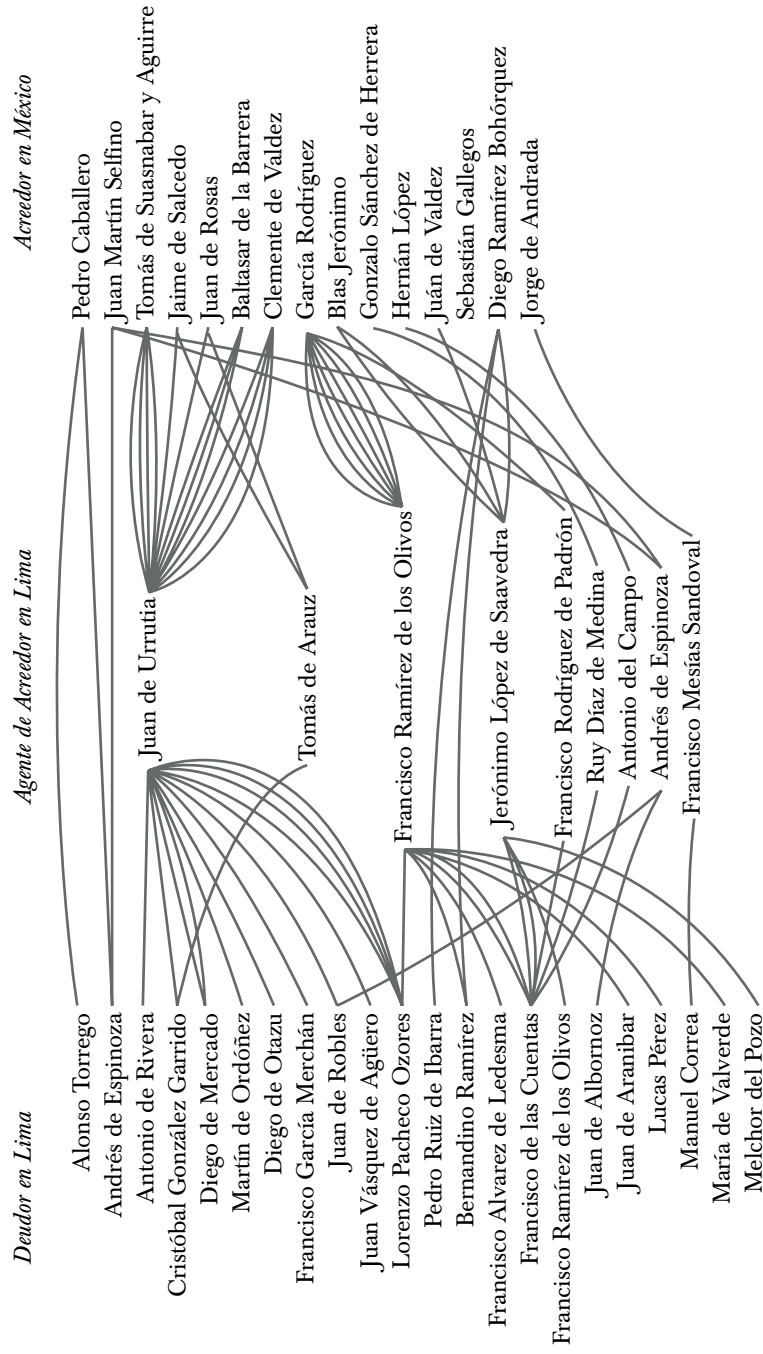 Deudor en Lima
Alonso Torrego
Andrés de Espinoza
Antonio de Rivera
Cristóbal González Garrido
Diego de Mercado
Martín de Ordóñez
Diego de Otazu
Francisco García Merchán
Juan de Robles
Juan Vásquez de Agüero
Lorenzo Pacheco Ozores
Pedro Ruiz de Ibarra
Bernandino Ramírez
Francisco Alvarez de Ledesma
Francisco de las Cuentas
Francisco Ramírez de los Olivos
Juan de Albornoz
Juan de Aranibar
Lucas Pérez
Manuel Correa
María de Valverde
Melchor del Pozo
Agente de Acreedor en Lima
Juan de Urrutia
Tomás de Arauz
Francisco Ramírez de los Olivos
Jerónimo López de Saavedra
Francisco Rodríguez de Padrón
Ruy Díaz de Medina
Antonio del Campo
Andrés de Espinoza
Francisco Mesías Sandoval
Acreedor en México
Pedro Caballero
Juan Martín Selfino
Tomás de Suasnabar y Aguirre
Jaime de Salcedo
Juan de Rosas
Baltasar de la Barrera
Clemente de Valdez
García Rodríguez
Blas Jerónimo
Gonzalo Sánchez de Herrera
Hernán López
Juán de Valdez
Sebastián Gallegos
Diego Ramírez Bohórquez
Jorge de Andrada